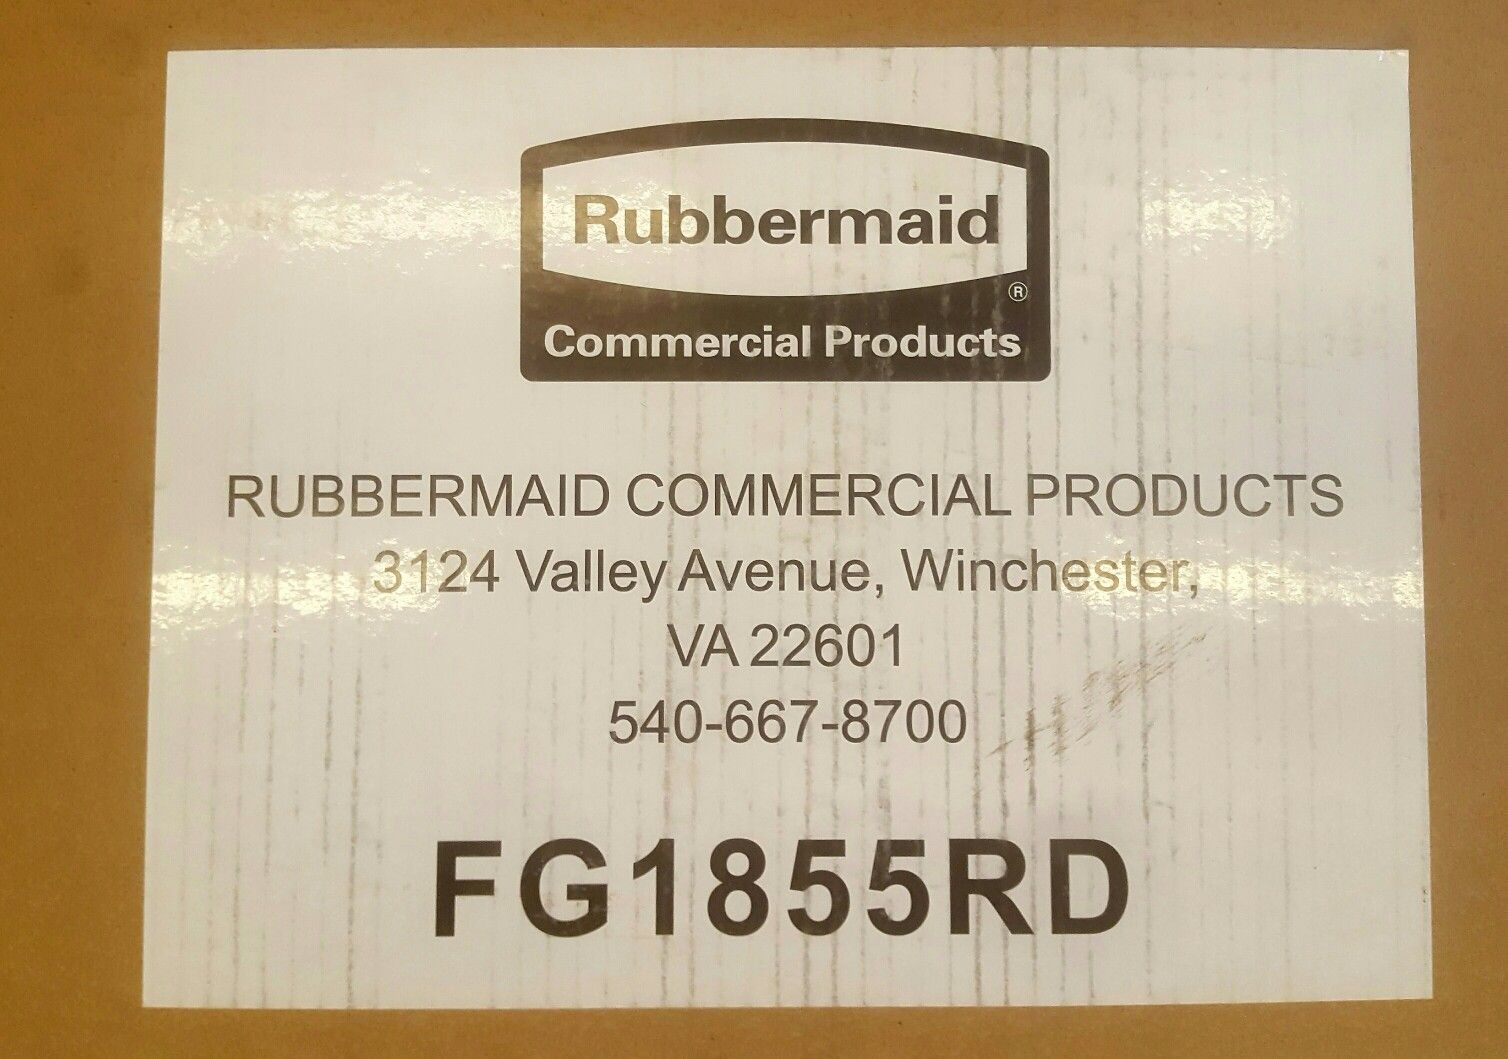 Rubbermaid
®
Commercial Products
RUBBERMAID COMMERCIAL PRODUCTS
3124 Valley Avenue, Winchester,
VA 22601
540-667-8700
FG1855RD